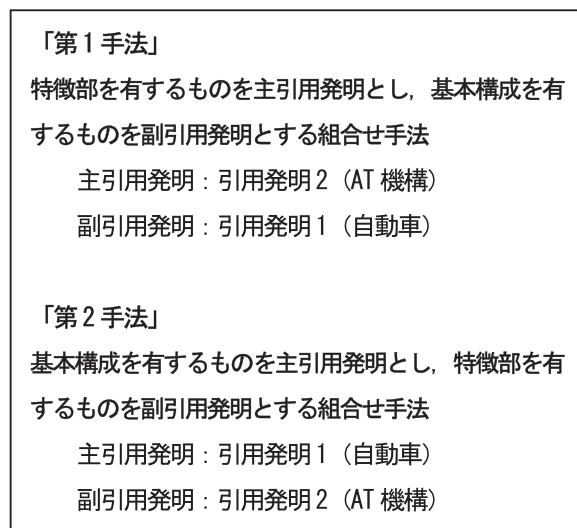 「第１手法」
特徴部を有するものを主引用発明とし，基本構成を有
するものを副引用発明とする組合せ手法
主引用発明：引用発明２（AT 機構）
副引用発明：引用発明１（自動車）
「第２手法」
基本構成を有するものを主引用発明とし，特徴部を有
するものを副引用発明とする組合せ手法
主引用発明：引用発明１（自動車）
副引用発明：引用発明２（AT 機構）